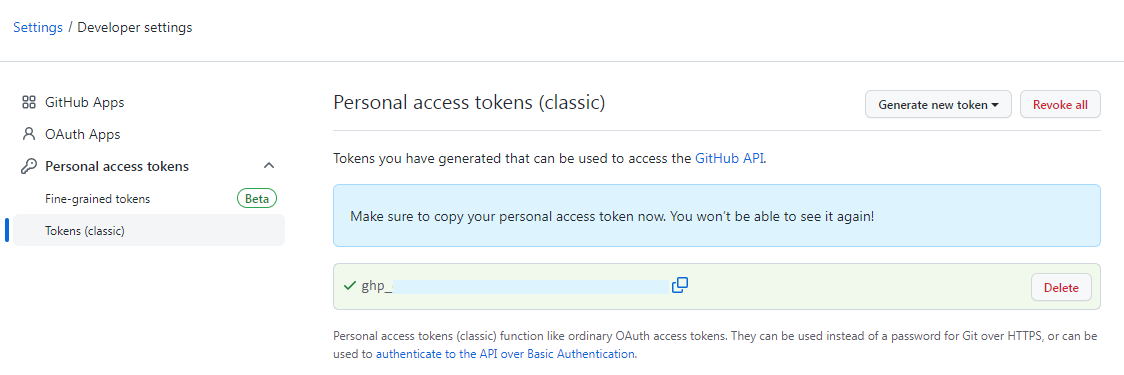 Settings / Developer settings
GitHub Apps
OAuth Apps
Personal access tokens
Fine-grained tokens Beta
Tokens (classic)
Personal access tokens (classic)
Generate new token
Revoke all
Tokens you have generated that can be used to access the GitHub API.
Make sure to copy your personal access token now. You won't be able to see it again!
ghp_
Delete
Personal access tokens (classic) function like ordinary OAuth access tokens. They can be used instead of a password for Git over HTTPS, or can be
used to authenticate to the API over Basic Authentication.